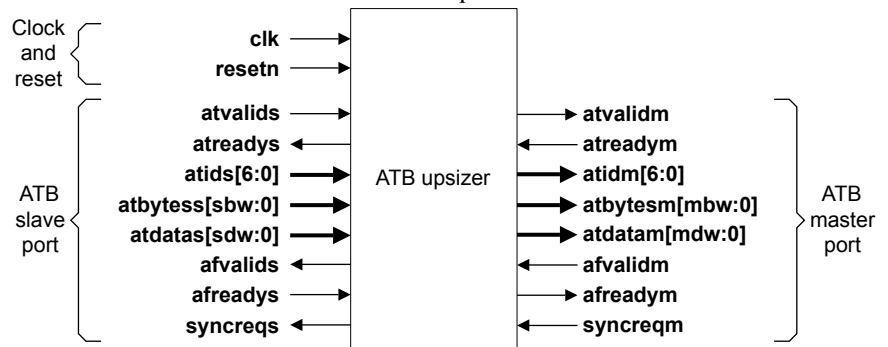 Clock
and
reset
clk
resetn
ATB
slave
port
atvalids
atreadys
atids[6:0]
atbytess[sbw:0]
atdatas[sdw:0]
afvalids
afreadys
syncreqs
ATB upsizer
atvalidm
atreadym
atidm[6:0]
atbytesm[mbw:0]
atdatam[mdw:0]
afvalidm
afreadym
syncreqm
ATB
master
port